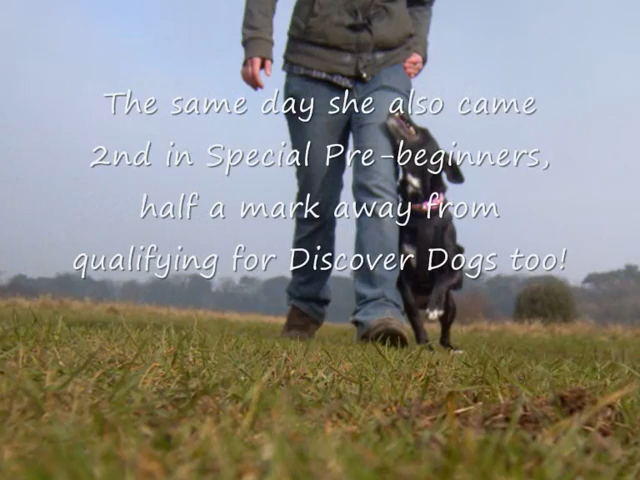 The same day she also came
2nd in Special Pre-beginners,
half a mark away from
qualifying for Discover Dogs too!